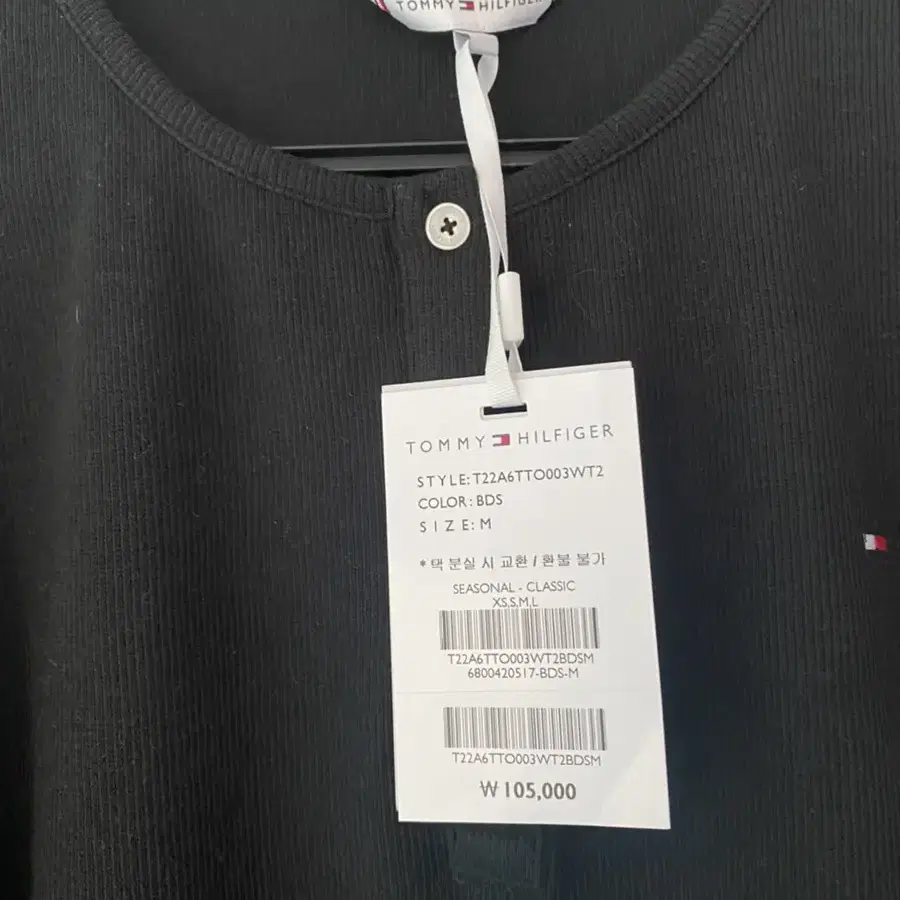 TOMMY HILFIGER
TOMMY HILFIGER
STYLE: T22A6TTO003WT2
COLOR: BDS
SIZE: M
* 택 분실 시 교환 / 환불 불가
SEASONAL - CLASSIC
XS,S,M,L
T22A6TTO003WT2BDSM
6800420517-BDS-M
T22A6TTO003WT2BDSM
₩ 105,000